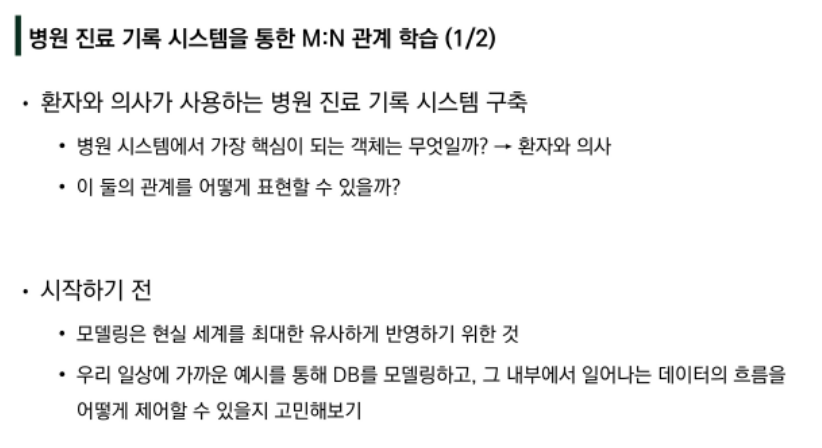 병원 진료 기록 시스템을 통한 M:N 관계 학습 (1/2)
• 환자와 의사가 사용하는 병원 진료 기록 시스템 구축
• 병원 시스템에서 가장 핵심이 되는 객체는 무엇일까? → 환자와 의사
• 이 둘의 관계를 어떻게 표현할 수 있을까?
• 시작하기 전
• 모델링은 현실 세계를 최대한 유사하게 반영하기 위한 것
• 우리 일상에 가까운 예시를 통해 DB를 모델링하고, 그 내부에서 일어나는 데이터의 흐름을
어떻게 제어할 수 있을지 고민해보기